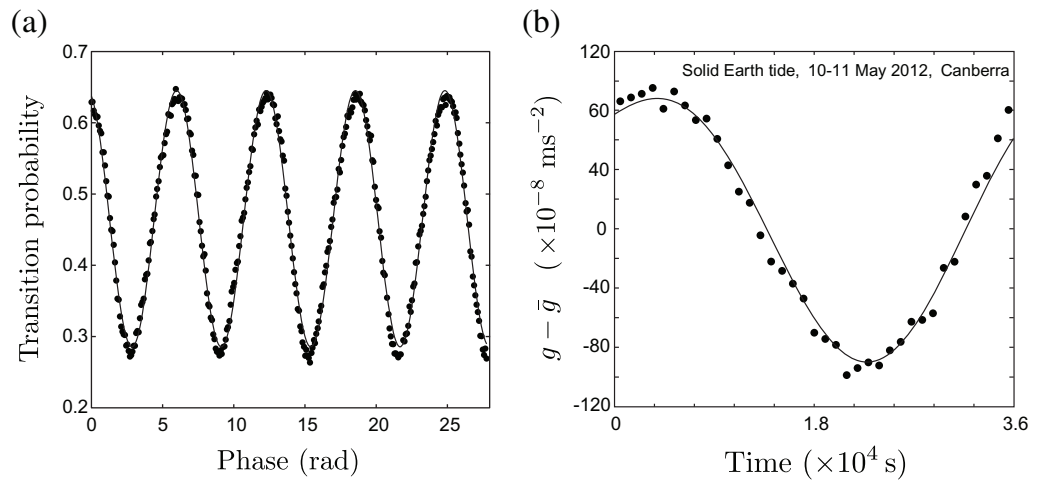 (a)
0.7
0.6
0.5
0.4
0.3
0.2
Transition probability
0 5 10 15 20 25
Phase (rad)
(b)
120
60
40
0
-40
-80
-120
g − ḡ (×10⁻⁸ ms⁻²)
Solid Earth tide, 10-11 May 2012, Canberra
0 1.8 3.6
Time (×10⁴ s)